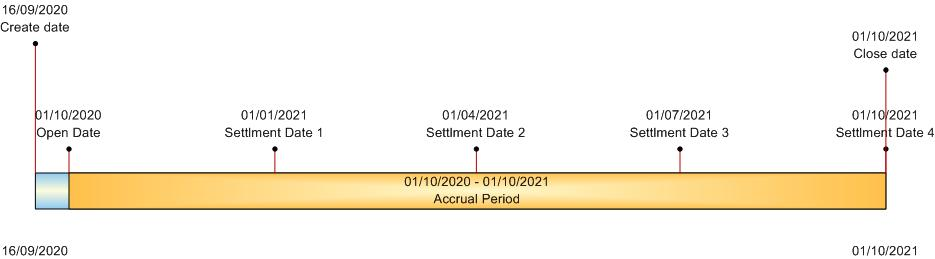 16/09/2020
Create date
01/10/2021
Close date
01/10/2020
Open Date
01/01/2021
Settlment Date 1
01/04/2021
Settlment Date 2
01/07/2021
Settlment Date 3
01/10/2021
Settlment Date 4
01/10/2020 - 01/10/2021
Accrual Period
16/09/2020
01/10/2021